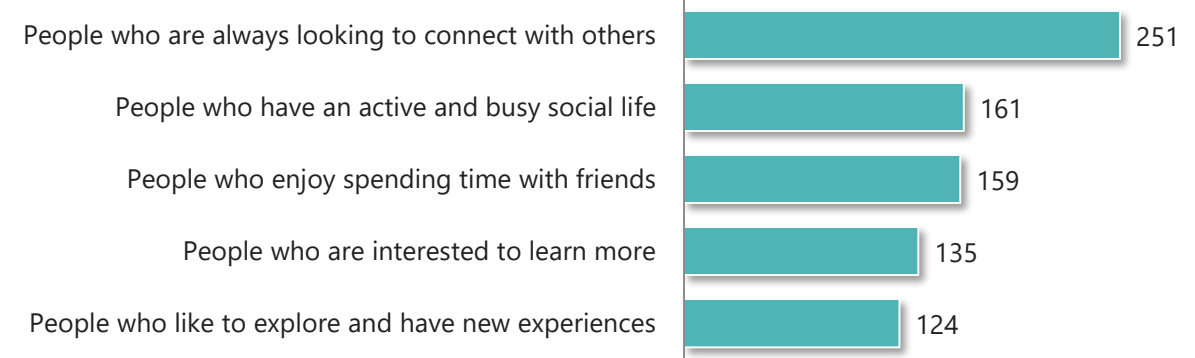 People who are always looking to connect with others 251
People who have an active and busy social life 161
People who enjoy spending time with friends 159
People who are interested to learn more 135
People who like to explore and have new experiences 124